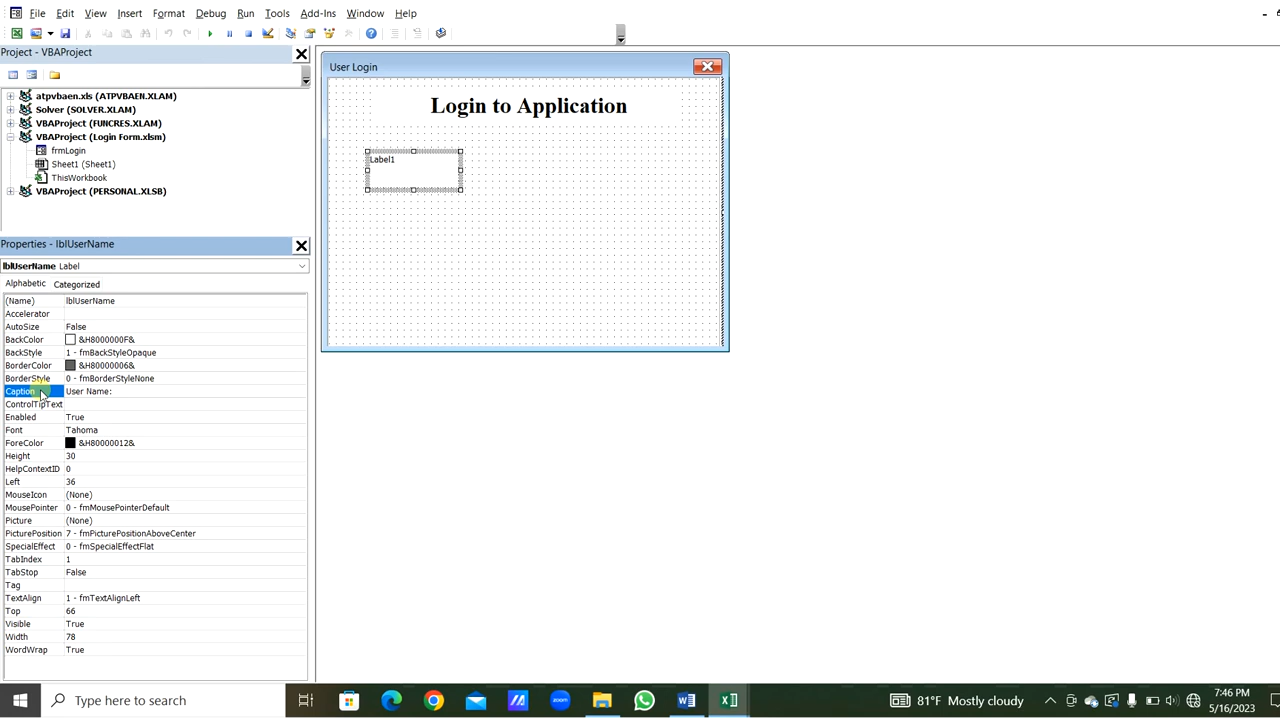 File Edit View Insert Format Debug Run Tools Add-Ins Window Help
Project - VBAProject
atpvbaen.xls (ATPVBAEN.XLAM)
Solver (SOLVER.XLAM)
VBAProject (FUNCRES.XLAM)
VBAProject (Login Form.xlsm)
frmLogin
Sheet1 (Sheet1)
ThisWorkbook
VBAProject (PERSONAL.XLSB)
Properties - lblUserName
lblUserName Label
Alphabetic Categorized
(Name) lblUserName
Accelerator
AutoSize False
BackColor &H8000000F&
BackStyle 1 - fmBackStyleOpaque
BorderColor &H80000006&
BorderStyle 0 - fmBorderStyleNone
Caption User Name:
ControlTipText
Enabled True
Font Tahoma
ForeColor &H80000012&
Height 30
HelpContextID 0
Left 36
MouseIcon (None)
MousePointer 0 - fmMousePointerDefault
Picture (None)
PicturePosition 7 - fmPicturePositionAboveCenter
SpecialEffect 0 - fmSpecialEffectFlat
TabIndex 1
TabStop False
Tag
TextAlign 1 - fmTextAlignLeft
Top 66
Visible True
Width 78
WordWrap True
User Login
Login to Application
Label1
Type here to search
81°F Mostly cloudy
7:46 PM
5/16/2023